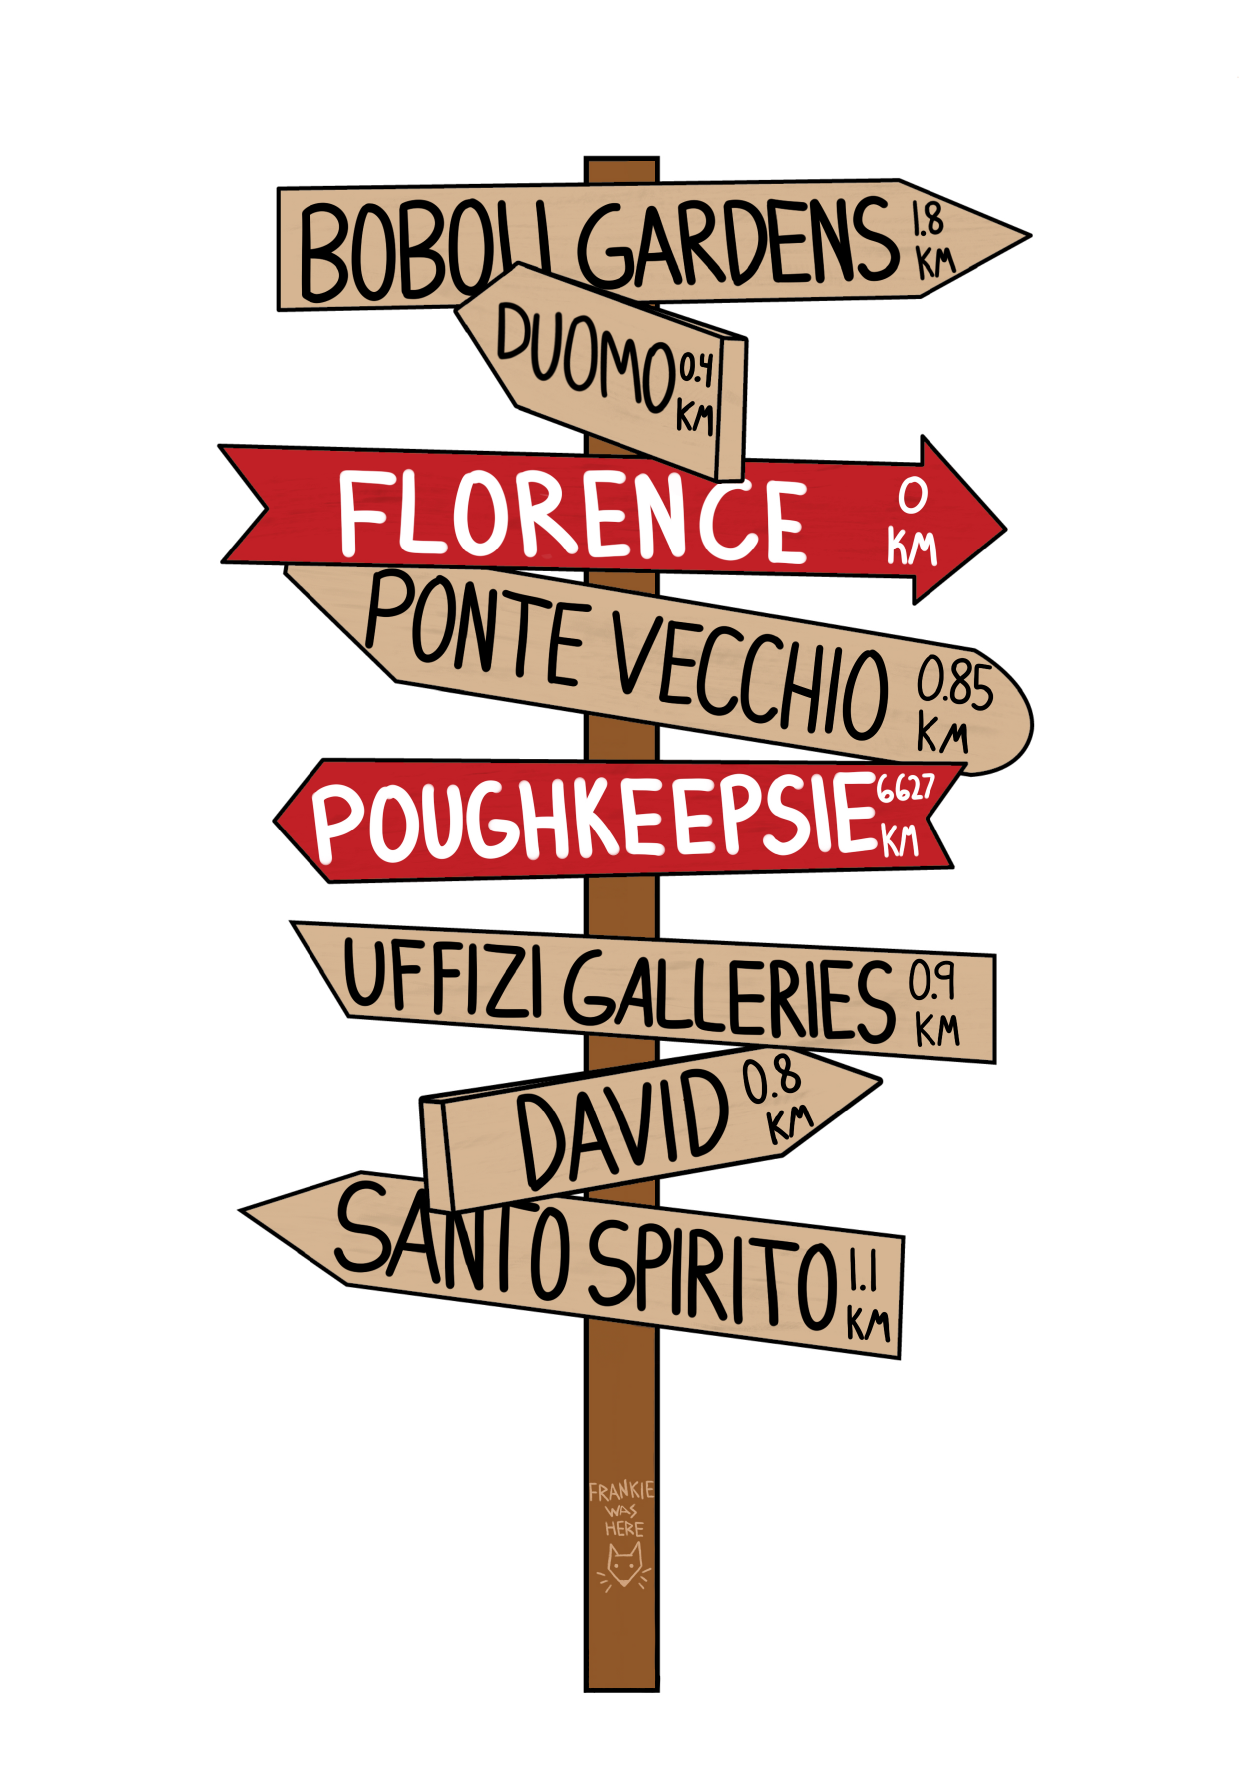 BOBOLI GARDENS 1.8 KM
DUOMO 0.4 KM
FLORENCE 0 KM
PONTE VECCHIO 0.85 KM
POUGHKEEPSIE 6627 KM
UFFIZI GALLERIES 0.9 KM
DAVID 0.8 KM
SANTO SPIRITO 1.1 KM
FRANKIE
WAS
HERE